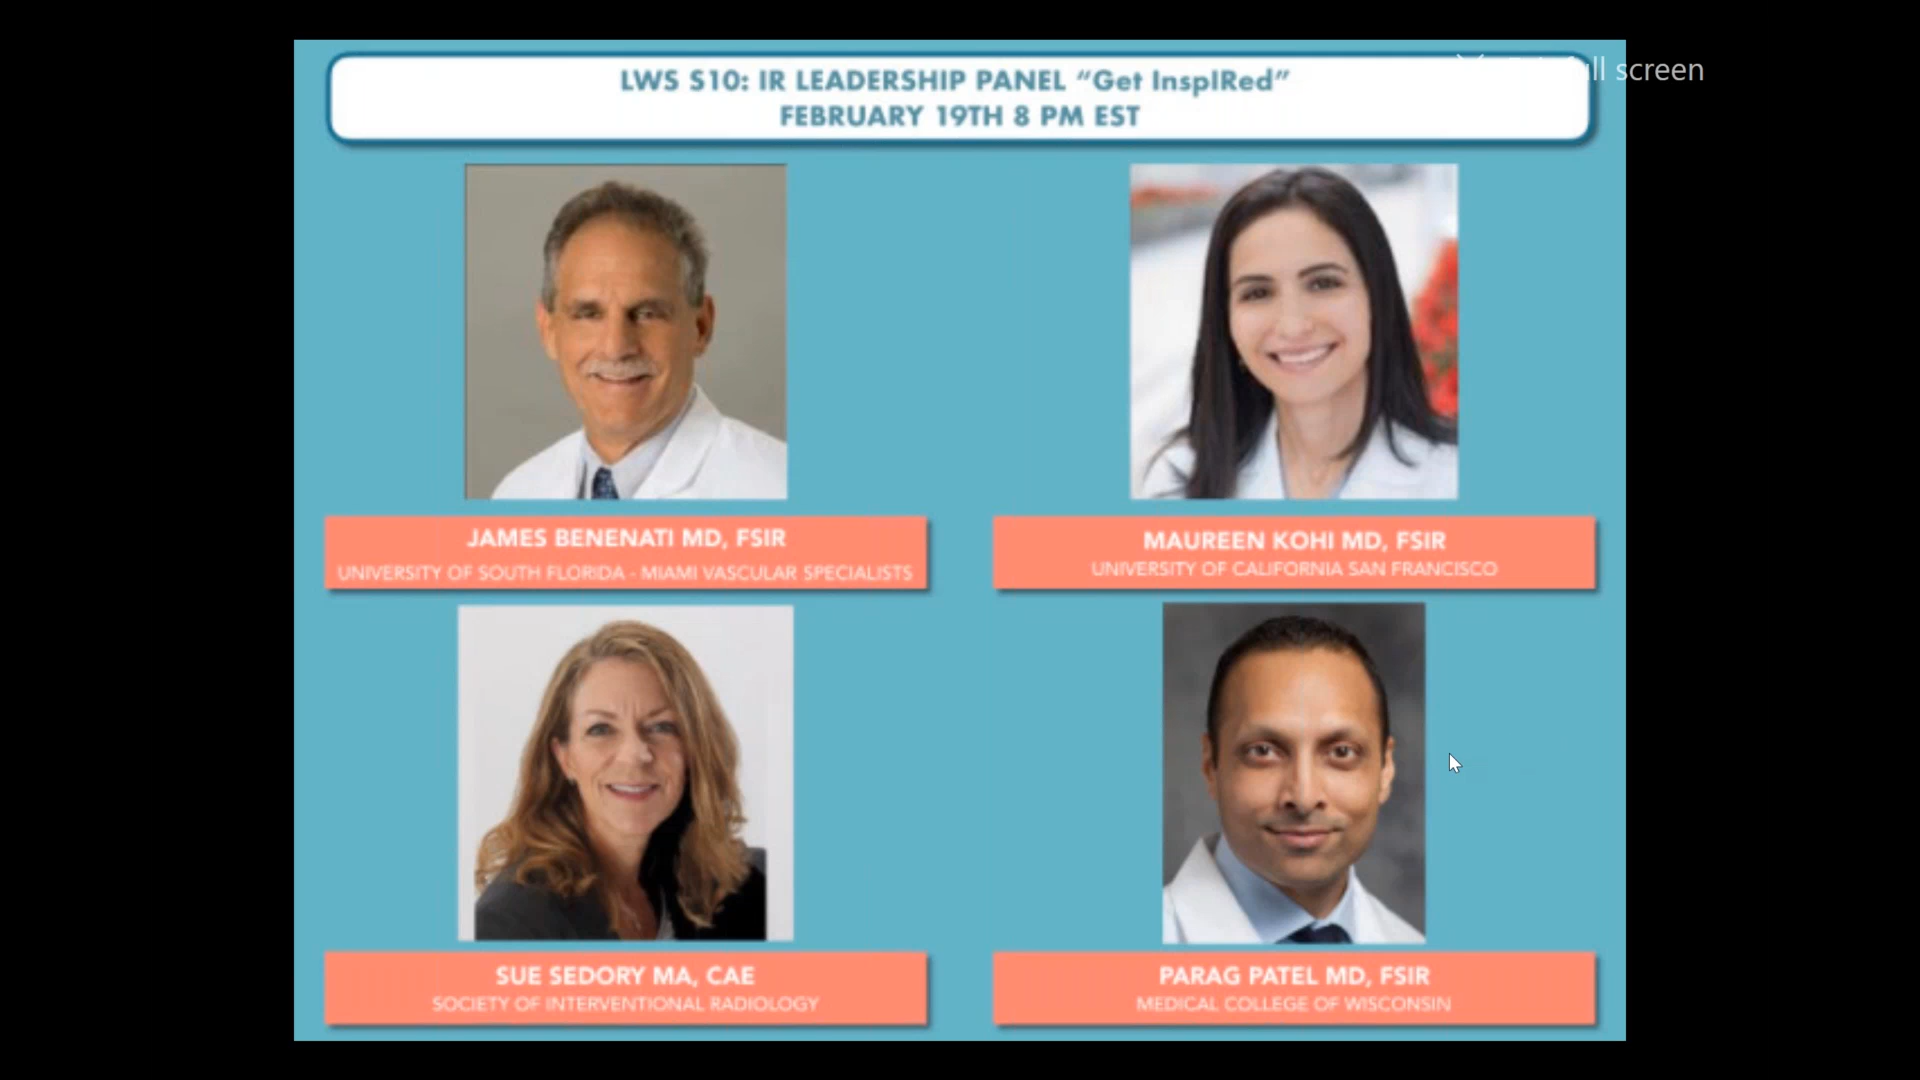 LWS S10: IR LEADERSHIP PANEL “Get InspIRed”
FEBRUARY 19TH 8 PM EST
full screen
JAMES BENENATI MD, FSIR
UNIVERSITY OF SOUTH FLORIDA - MIAMI VASCULAR SPECIALISTS
MAUREEN KOHI MD, FSIR
UNIVERSITY OF CALIFORNIA SAN FRANCISCO
SUE SEDORY MA, CAE
SOCIETY OF INTERVENTIONAL RADIOLOGY
PARAG PATEL MD, FSIR
MEDICAL COLLEGE OF WISCONSIN